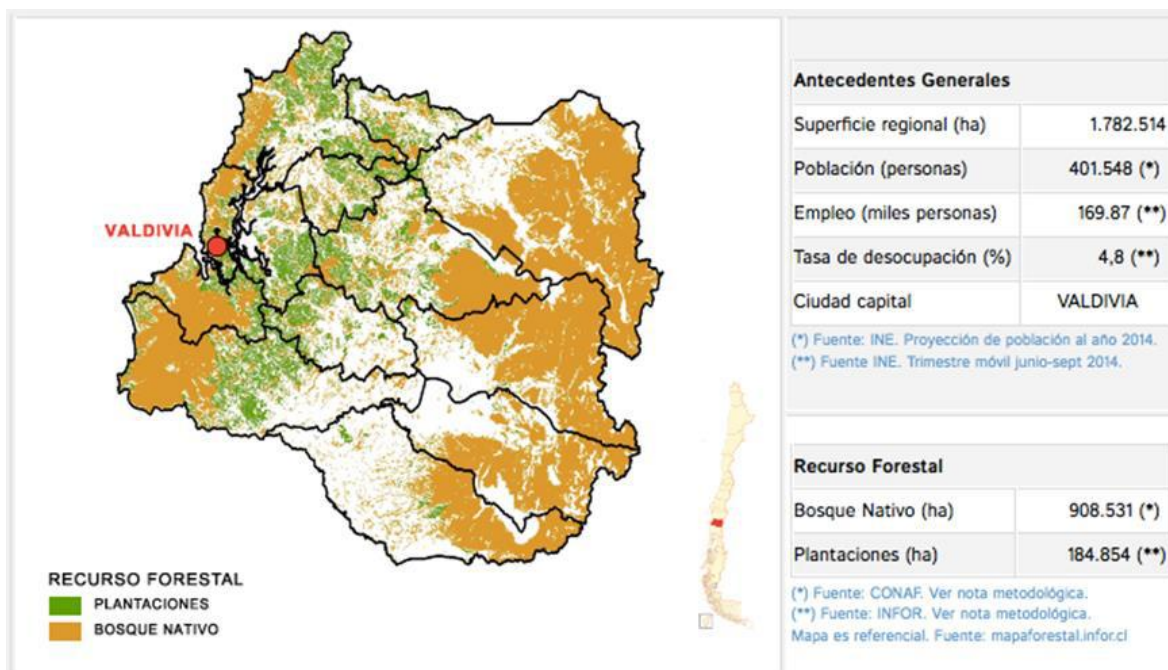 VALDIVIA
RECURSO FORESTAL
PLANTACIONES
BOSQUE NATIVO
Antecedentes Generales
Superficie regional (ha) 1.782.514
Población (personas) 401.548 (*)
Empleo (miles personas) 169.87 (**)
Tasa de desocupación (%) 4,8 (**)
Ciudad capital VALDIVIA
(*) Fuente: INE. Proyección de población al año 2014.
(**) Fuente INE. Trimestre móvil junio-sept 2014.
Recurso Forestal
Bosque Nativo (ha) 908.531 (*)
Plantaciones (ha) 184.854 (**)
(*) Fuente: CONAF. Ver nota metodológica.
(**) Fuente: INFOR. Ver nota metodológica.
Mapa es referencial. Fuente: mapaforestal.infor.cl